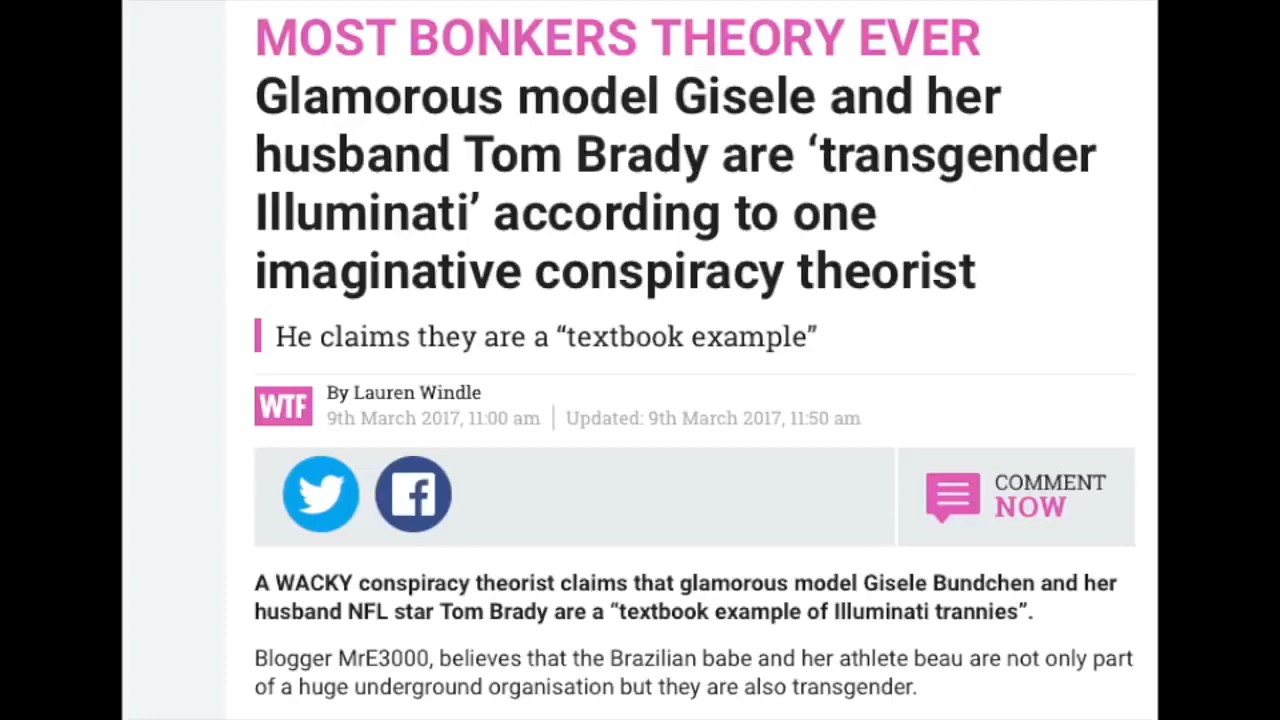 MOST BONKERS THEORY EVER
Glamorous model Gisele and her
husband Tom Brady are ‘transgender
Illuminati’ according to one
imaginative conspiracy theorist
He claims they are a “textbook example”
WTF
By Lauren Windle
9th March 2017, 11:00 am | Updated: 9th March 2017, 11:50 am
COMMENT
NOW
A WACKY conspiracy theorist claims that glamorous model Gisele Bundchen and her
husband NFL star Tom Brady are a “textbook example of Illuminati trannies”.
Blogger MrE3000, believes that the Brazilian babe and her athlete beau are not only part
of a huge underground organisation but they are also transgender.